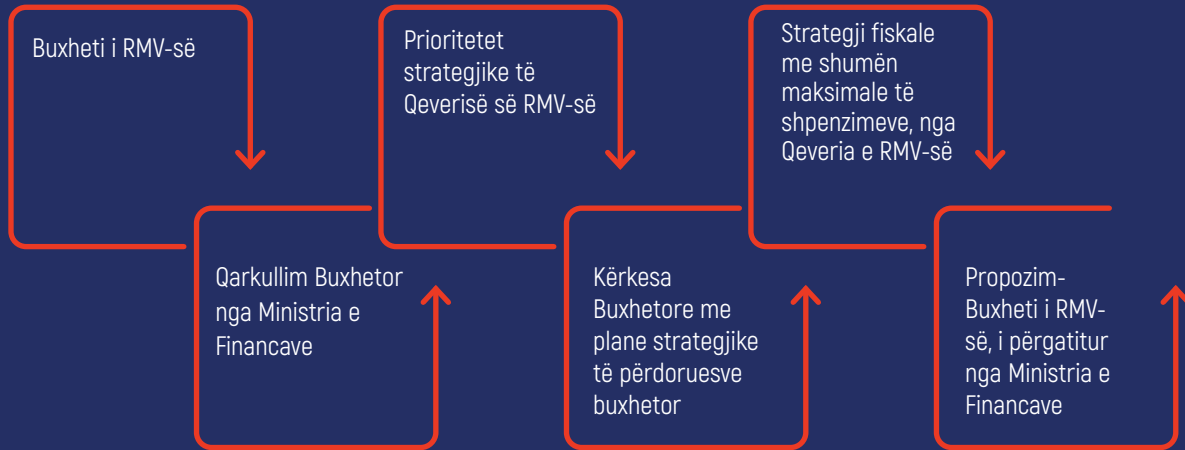 Buxheti i RMV-së
Qarkullim Buxhetor
nga Ministria e
Financave
Prioritetet
strategjike të
Qeverisë së RMV-së
Kërkesa
Buxhetore me
plane strategjike
të përdoruesve
buxhetor
Strategji fiskale
me shumën
maksimale të
shpenzimeve, nga
Qeveria e RMV-së
Propozim-
Buxheti i RMV-
së, i përgatitur
nga Ministria e
Financave